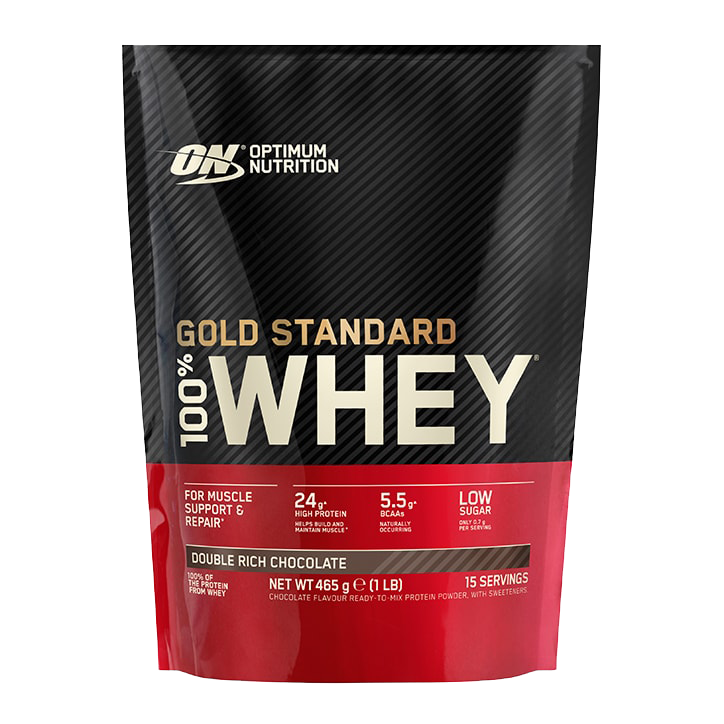 ON® OPTIMUM
NUTRITION
GOLD STANDARD
100% WHEY®
FOR MUSCLE
SUPPORT &
REPAIR*
24g*
HIGH PROTEIN
HELPS BUILD AND
MAINTAIN MUSCLE*
5.5g*
BCAAs
NATURALLY
OCCURRING
LOW
SUGAR
ONLY 0.7 g
PER SERVING
DOUBLE RICH CHOCOLATE
100% OF
THE PROTEIN
FROM WHEY
NET WT 465 g ℮ (1 LB)
15 SERVINGS
CHOCOLATE FLAVOUR READY-TO-MIX PROTEIN POWDER, WITH SWEETENERS.